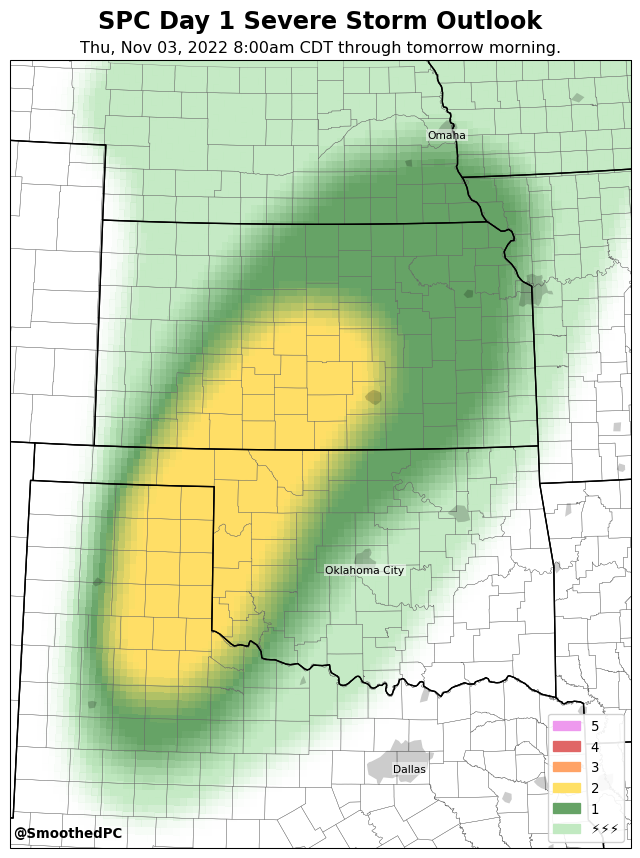 SPC Day 1 Severe Storm Outlook
Thu, Nov 03, 2022 8:00am CDT through tomorrow morning.
Omaha
Oklahoma City
Dallas
5
4
3
2
1
⚡⚡⚡
@SmoothedPC